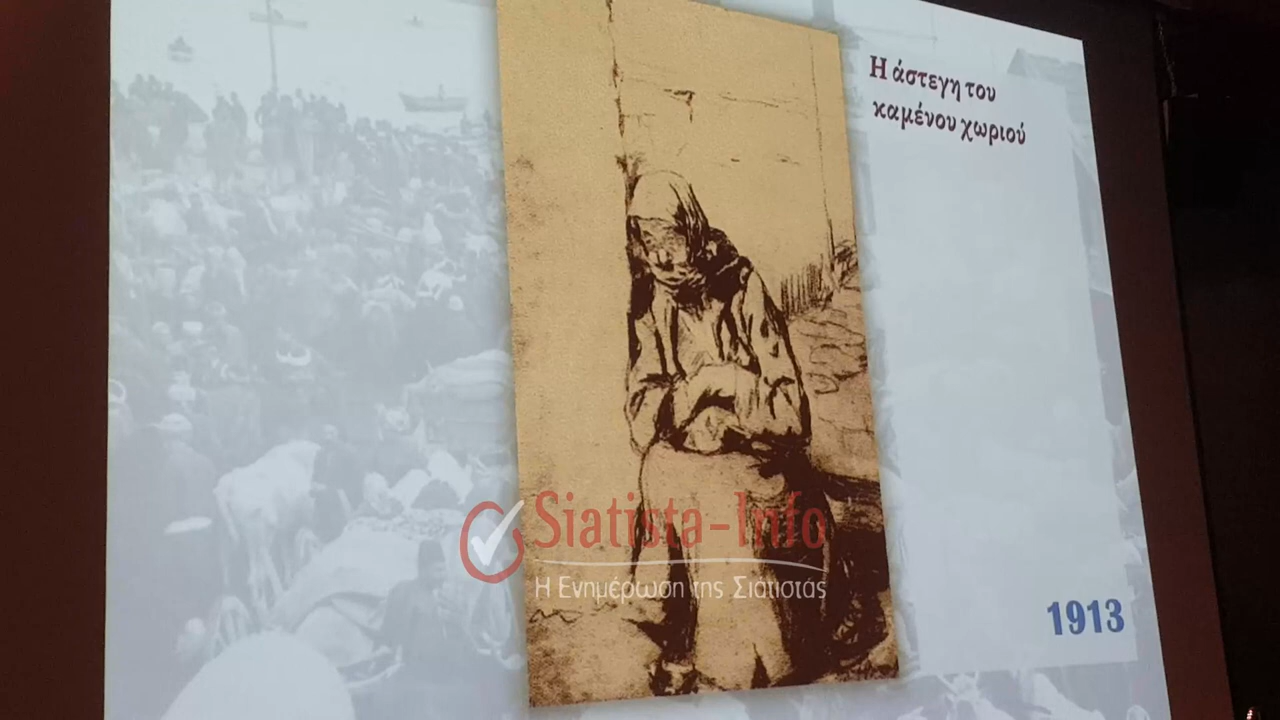 Η άστεγη του
καμένου χωριού
Siatista-Info
Η Ενημέρωση της Σιάτιστας
1913